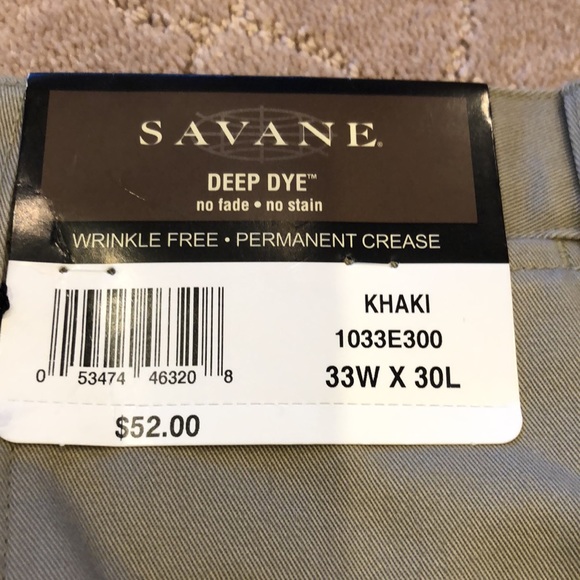 SAVANE®
DEEP DYE™
no fade • no stain
WRINKLE FREE • PERMANENT CREASE
KHAKI
1033E300
33W X 30L
0 53474 46320 8
$52.00